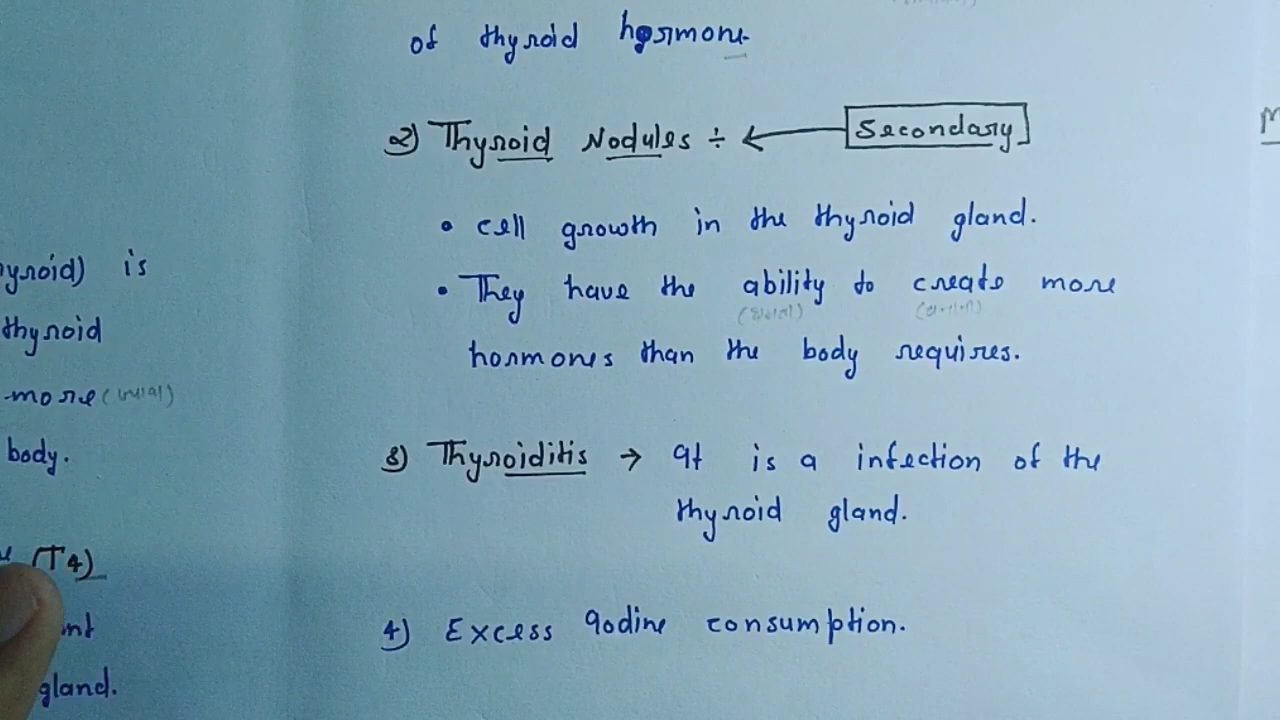 of thyroid hormone
2) Thyroid Nodules ÷ ← Secondary
• cell growth in the thyroid gland.
• They have the ability to create more
hormones than the body requires.
3) Thyroiditis → It is a infection of the
thyroid gland.
4) Excess Iodine consumption.
is
thyroid
more
body.
(T4)
gland.